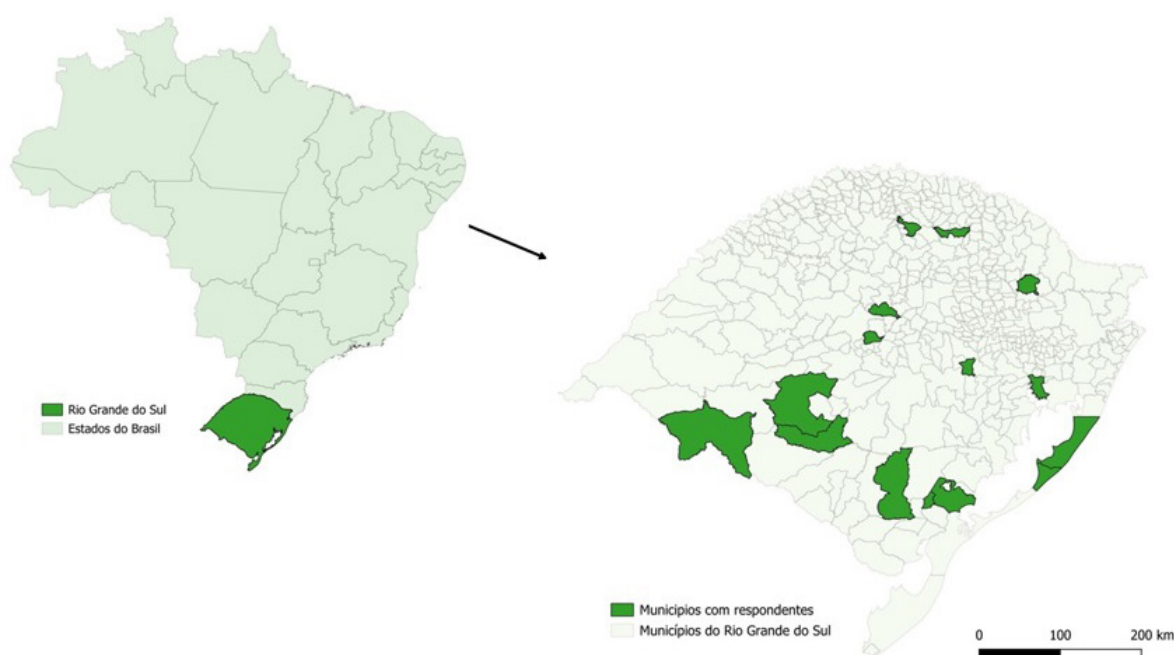 Rio Grande do Sul
Estados do Brasil
Municipios com respondentes
Municípios do Rio Grande do Sul
0 100 200 km